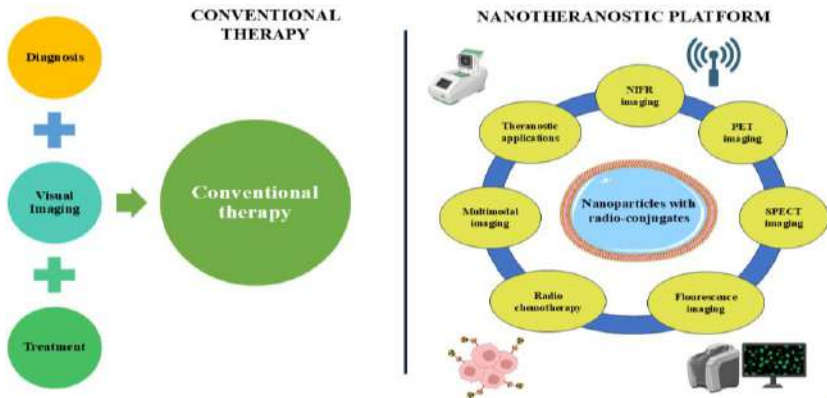 CONVENTIONAL
THERAPY
Diagnosis
Visual
Imaging
Treatment
Conventional
therapy
NANOTHERANOSTIC PLATFORM
NIFR
imaging
Theranostic
applications
PET
imaging
Multimodal
imaging
Nanoparticles with
radio-conjugates
SPECT
imaging
Radio
chemotherapy
Flourescence
imaging